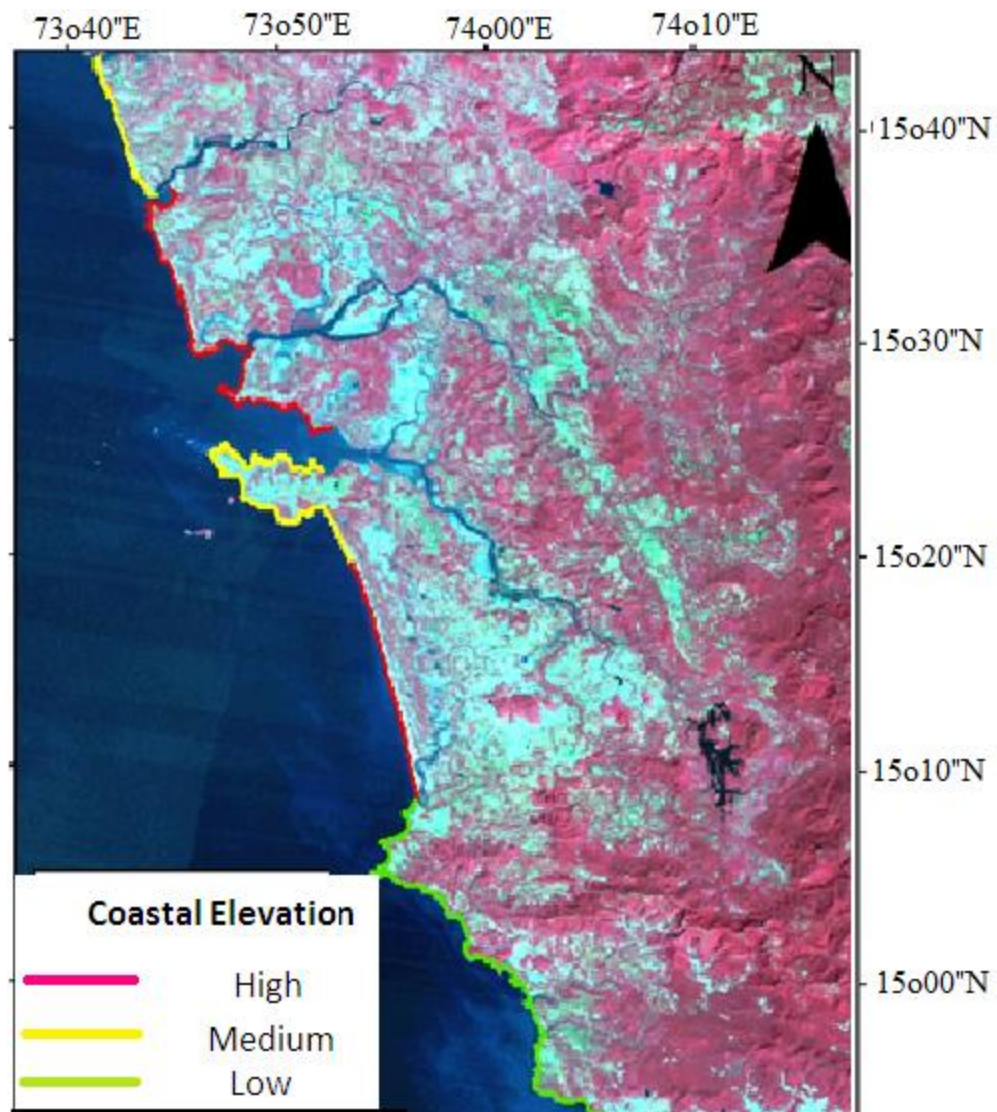 73o40"E 73o50"E 74o00"E 74o10"E
N
15o40"N
15o30"N
15o20"N
15o10"N
15o00"N
Coastal Elevation
High
Medium
Low